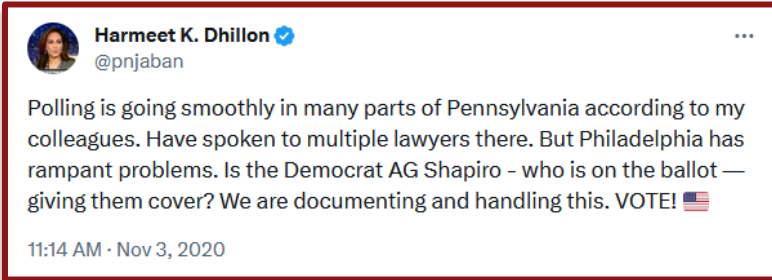 Harmeet K. Dhillon
@pnjaban
Polling is going smoothly in many parts of Pennsylvania according to my
colleagues. Have spoken to multiple lawyers there. But Philadelphia has
rampant problems. Is the Democrat AG Shapiro - who is on the ballot —
giving them cover? We are documenting and handling this. VOTE! 🇺🇸
11:14 AM · Nov 3, 2020